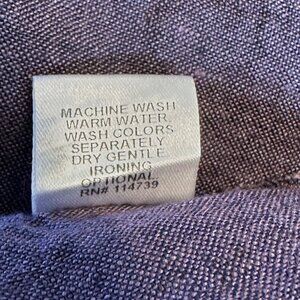 MACHINE WASH
WARM WATER.
WASH COLORS
SEPARATELY
DRY GENTLE
IRONING
OPTIONAL
RN# 114739